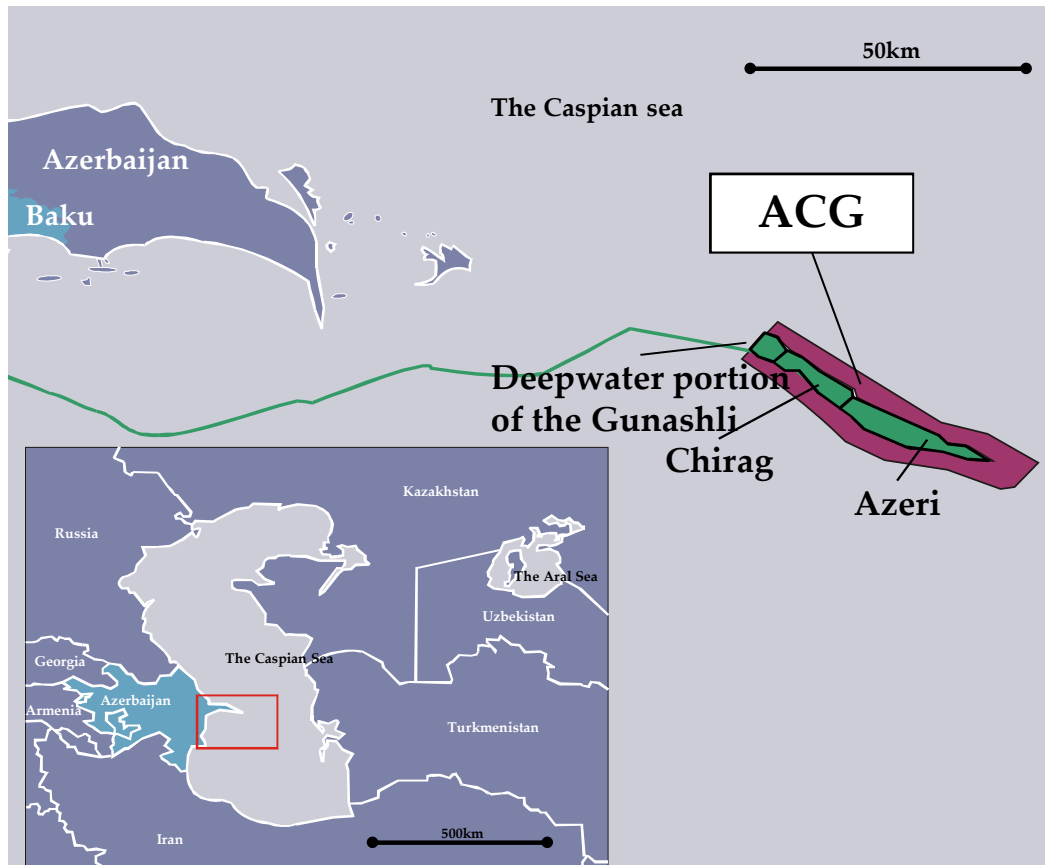 50km
The Caspian sea
Azerbaijan
ACG
Baku
Deepwater portion
of the Gunashli
Chirag
Azeri
Kazakhstan
Russia
The Aral Sea
Uzbekistan
Georgia
The Caspian Sea
Azerbaijan
Armenia
Turkmenistan
Iran
500km